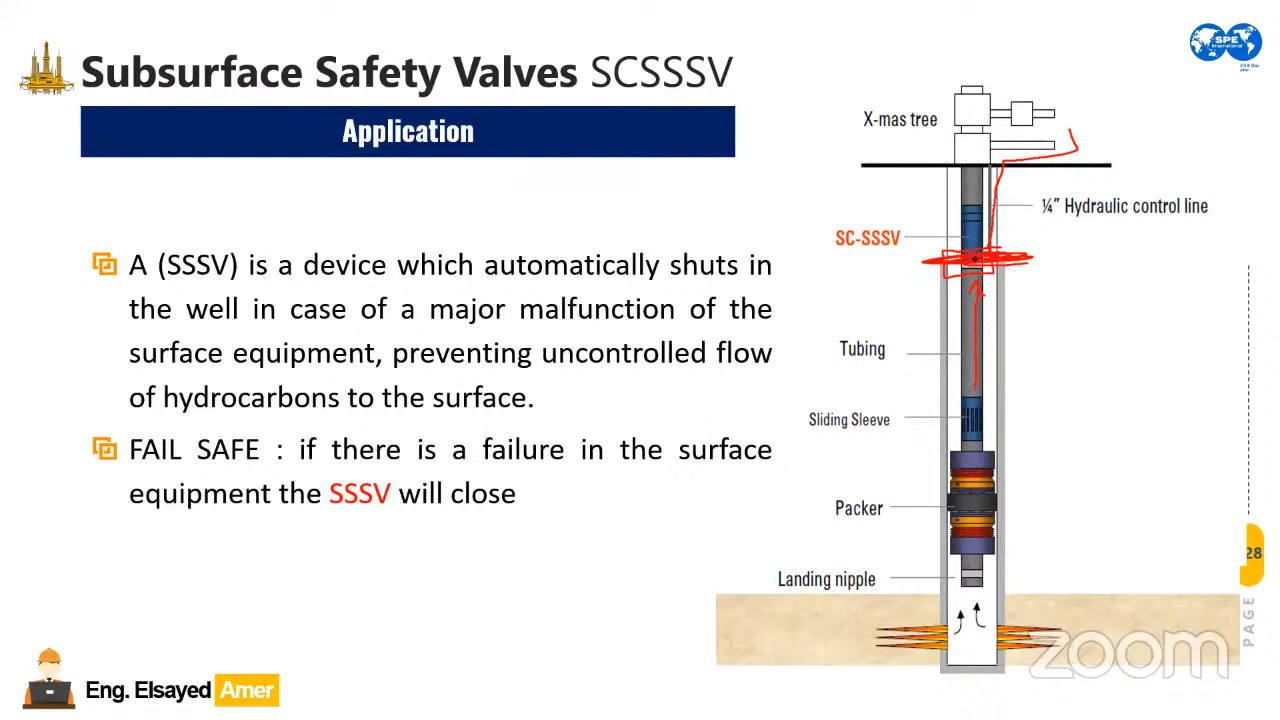 Subsurface Safety Valves SCSSSV
Application
A (SSSV) is a device which automatically shuts in
the well in case of a major malfunction of the
surface equipment, preventing uncontrolled flow
of hydrocarbons to the surface.
FAIL SAFE : if there is a failure in the surface
equipment the SSSV will close
SPE
International
X-mas tree
¼” Hydraulic control line
SC-SSSV
Tubing
Sliding Sleeve
Packer
Landing nipple
28
PAGE
zoom
Eng. Elsayed Amer